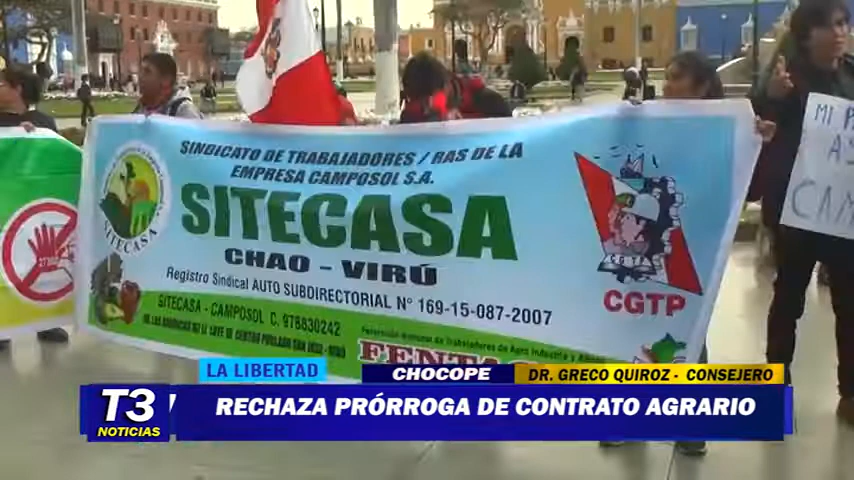 SINDICATO DE TRABAJADORES / RAS DE LA
EMPRESA CAMPOSOL S.A.
SITECASA
CHAO - VIRÚ
Registro Sindical AUTO SUBDIRECTORIAL N° 169-15-087-2007
SITECASA - CAMPOSOL C. 978830242
SITECASA
CGTP
CGTP
MI P
AS
CAM
LA LIBERTAD
CHOCOPE
DR. GRECO QUIROZ - CONSEJERO
T3
NOTICIAS
RECHAZA PRÓRROGA DE CONTRATO AGRARIO